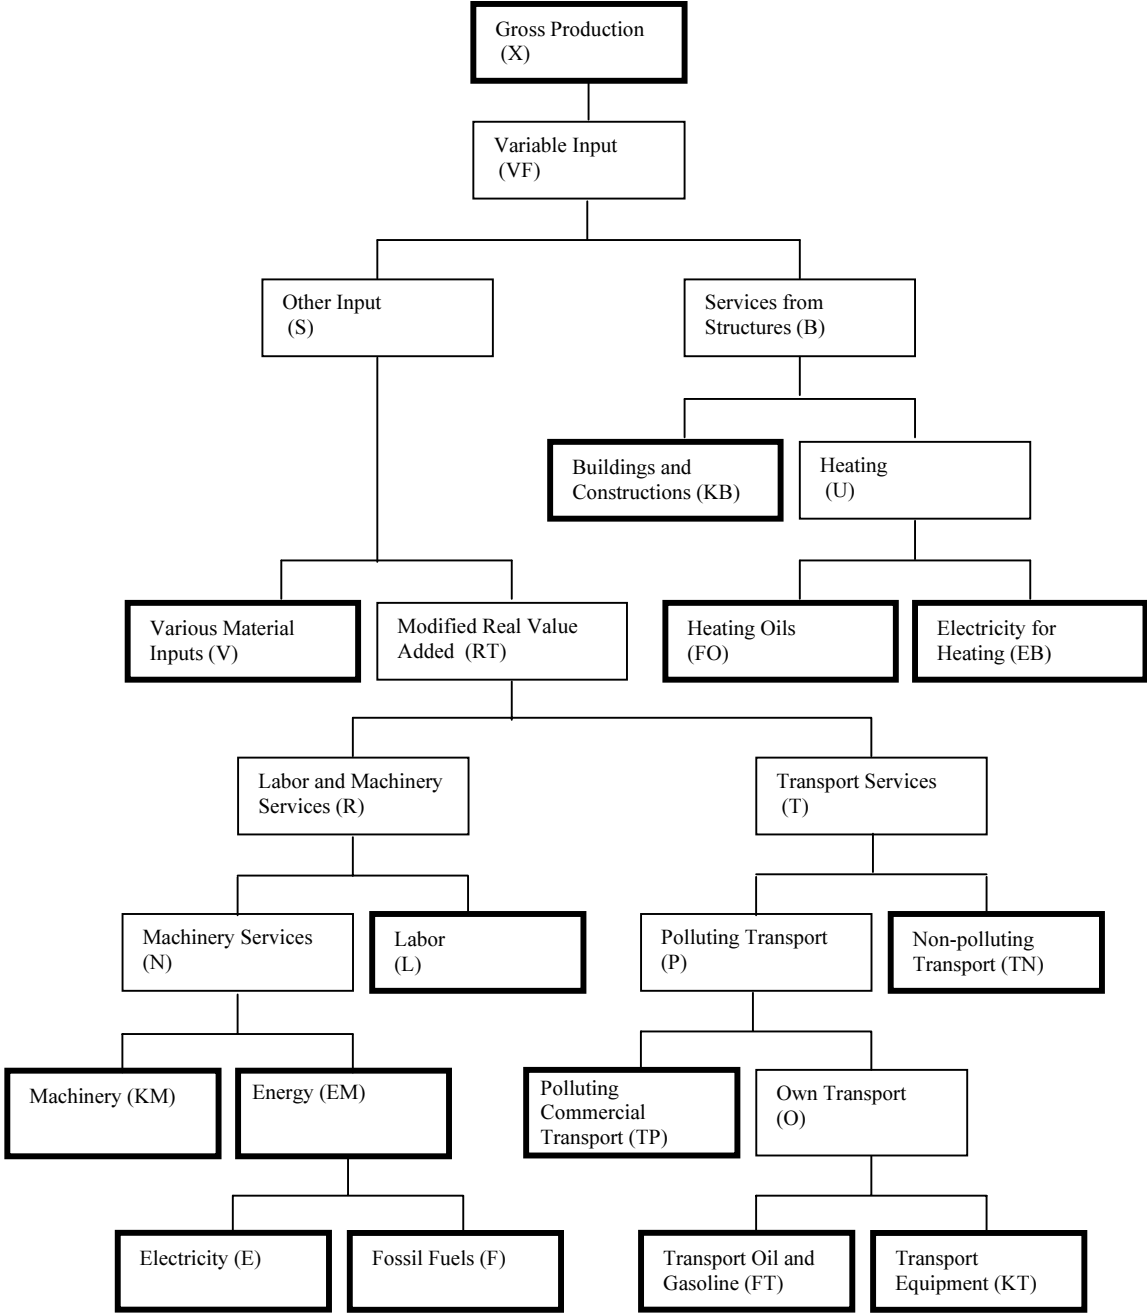 Gross Production
(X)
Variable Input
(VF)
Other Input
(S)
Services from
Structures (B)
Buildings and
Constructions (KB)
Heating
(U)
Various Material
Inputs (V)
Modified Real Value
Added (RT)
Heating Oils
(FO)
Electricity for
Heating (EB)
Labor and Machinery
Services (R)
Transport Services
(T)
Machinery Services
(N)
Labor
(L)
Polluting Transport
(P)
Non-polluting
Transport (TN)
Machinery (KM)
Energy (EM)
Polluting
Commercial
Transport (TP)
Own Transport
(O)
Electricity (E)
Fossil Fuels (F)
Transport Oil and
Gasoline (FT)
Transport
Equipment (KT)